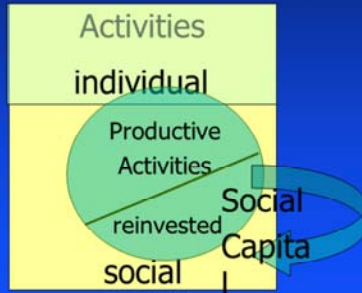 Activities
individual
Productive
Activities
reinvested
Social
Capita
l
social